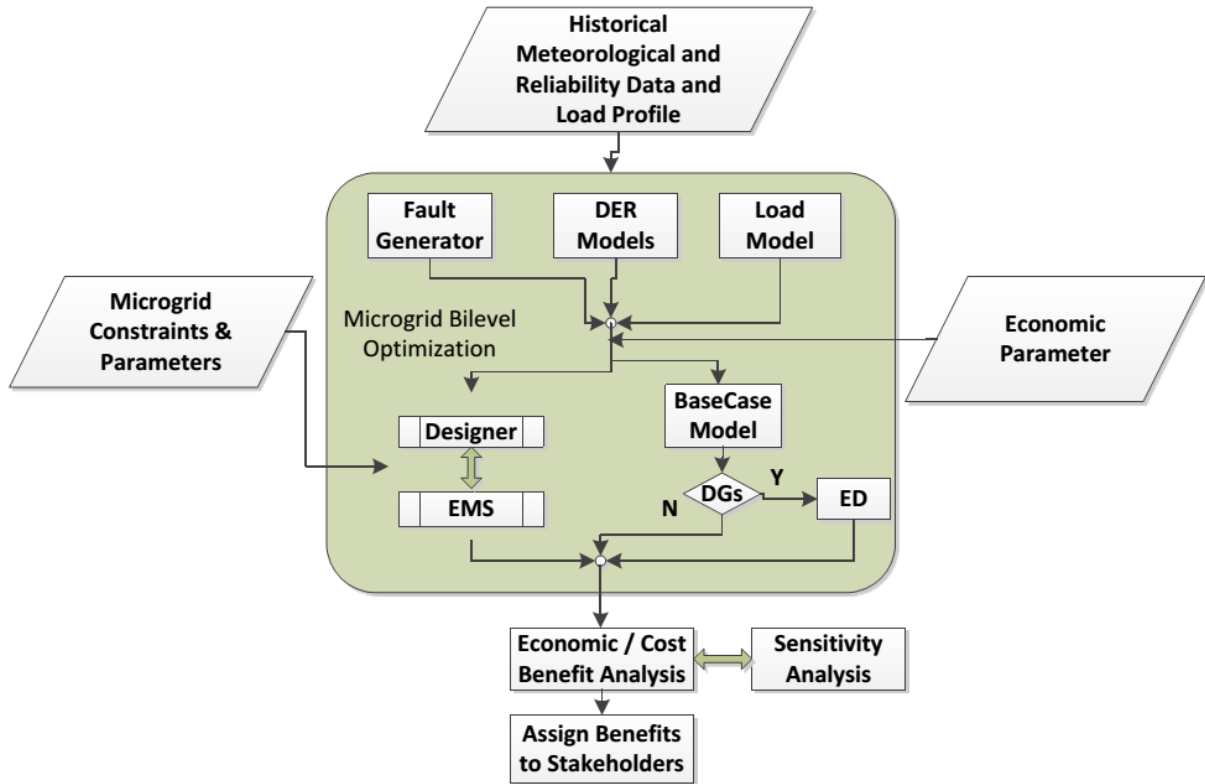 Historical
Meteorological and
Reliability Data and
Load Profile
Fault
Generator
DER
Models
Load
Model
Microgrid
Constraints &
Parameters
Microgrid Bilevel
Optimization
Economic
Parameter
BaseCase
Model
Designer
EMS
DGs
Y
N
ED
Economic / Cost
Benefit Analysis
Sensitivity
Analysis
Assign Benefits
to Stakeholders